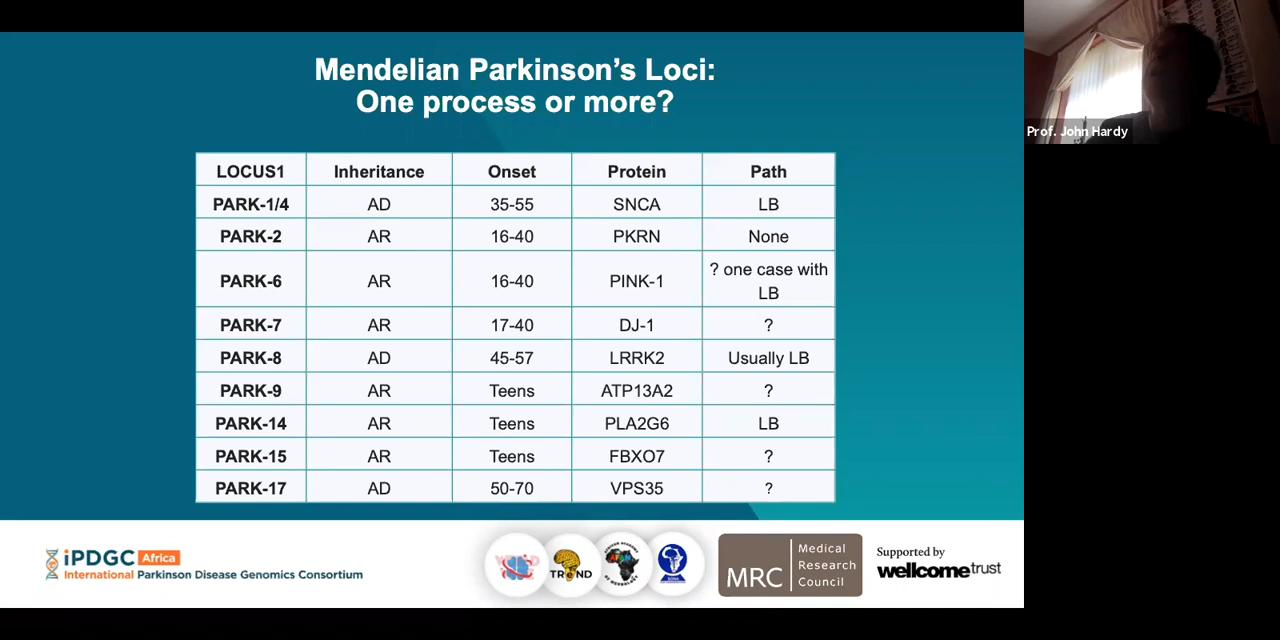 Mendelian Parkinson's Loci:
One process or more?
LOCUS1 Inheritance Onset Protein Path
PARK-1/4 AD 35-55 SNCA LB
PARK-2 AR 16-40 PKRN None
PARK-6 AR 16-40 PINK-1 ? one case with
LB
PARK-7 AR 17-40 DJ-1 ?
PARK-8 AD 45-57 LRRK2 Usually LB
PARK-9 AR Teens ATP13A2 ?
PARK-14 AR Teens PLA2G6 LB
PARK-15 AR Teens FBXO7 ?
PARK-17 AD 50-70 VPS35 ?
Prof. John Hardy
iPDGC Africa
International Parkinson Disease Genomics Consortium
TReND
MRC
Medical
Research
Council
Supported by
wellcometrust